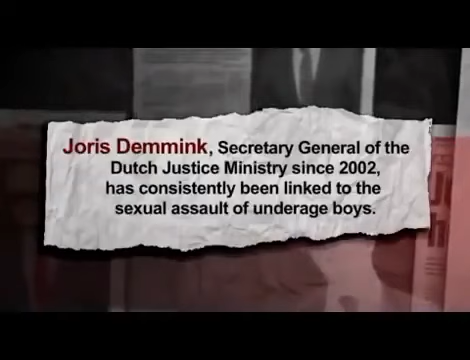 Joris Demmink, Secretary General of the
Dutch Justice Ministry since 2002,
has consistently been linked to the
sexual assault of underage boys.